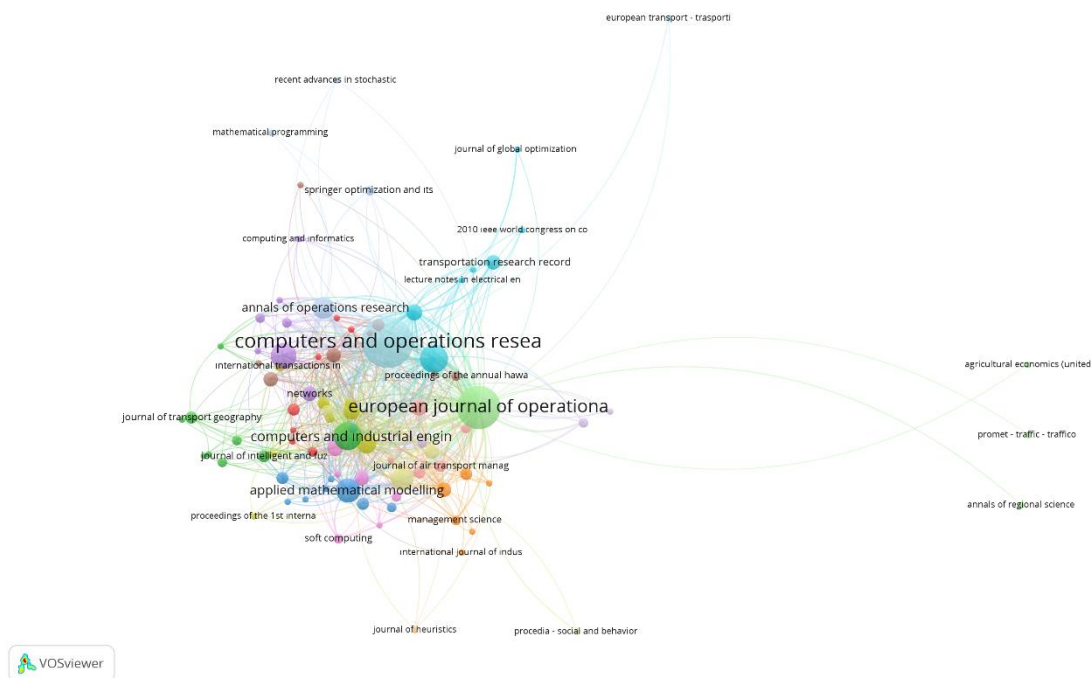 european transport - trasporti
recent advances in stochastic
mathematical programming
journal of global optimization
springer optimization and its
2010 ieee world congress on co
computing and informatics
transportation research record
lecture notes in electrical en
annals of operations research
computers and operations resea
international transactions in
proceedings of the annual hawa
agricultural economics (united
networks
european journal of operationa
journal of transport geography
computers and industrial engin
promet - traffic - traffico
journal of intelligent and fuz
journal of air transport manag
applied mathematical modelling
annals of regional science
proceedings of the 1st interna
management science
soft computing
international journal of indus
journal of heuristics
procedia - social and behavior
VOSviewer